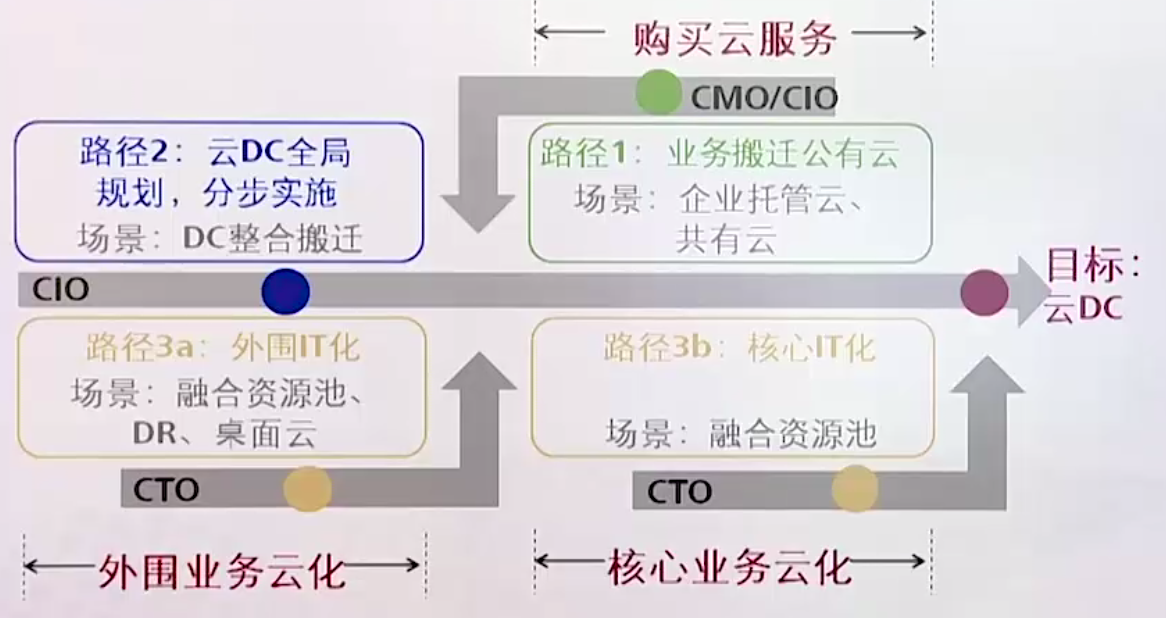 购买云服务
CMO/CIO
路径2：云DC全局
规划，分步实施
场景：DC整合搬迁
路径1：业务搬迁公有云
场景：企业托管云、
共有云
CIO
目标：
云DC
路径3a：外围IT化
场景：融合资源池、
DR、桌面云
路径3b：核心IT化
场景：融合资源池
CTO
CTO
外围业务云化
核心业务云化